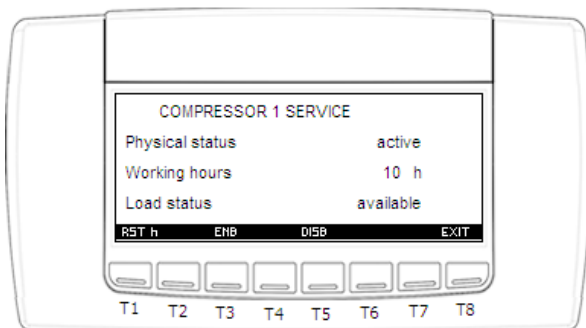 COMPRESSOR 1 SERVICE
Physical status active
Working hours 10 h
Load status available
RST h ENB DISB EXIT
T1 T2 T3 T4 T5 T6 T7 T8